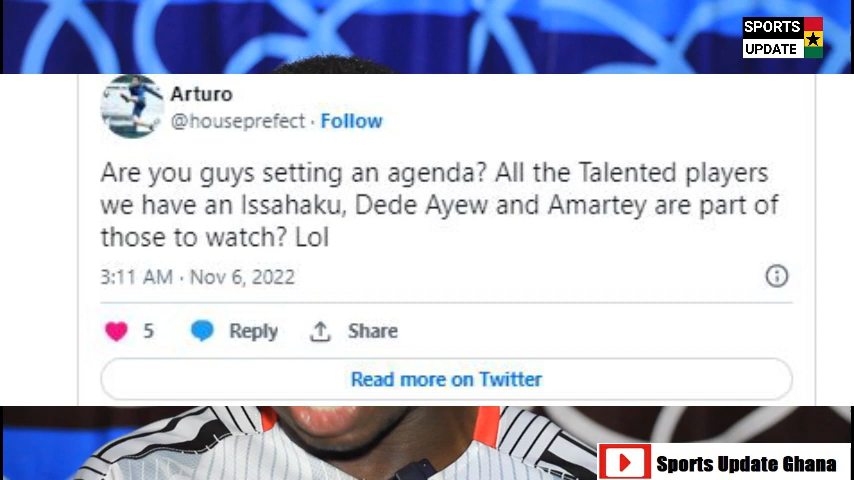 SPORTS
UPDATE
Arturo
@houseprefect · Follow
Are you guys setting an agenda? All the Talented players
we have an Issahaku, Dede Ayew and Amartey are part of
those to watch? Lol
3:11 AM · Nov 6, 2022
5 Reply Share
Read more on Twitter
Sports Update Ghana